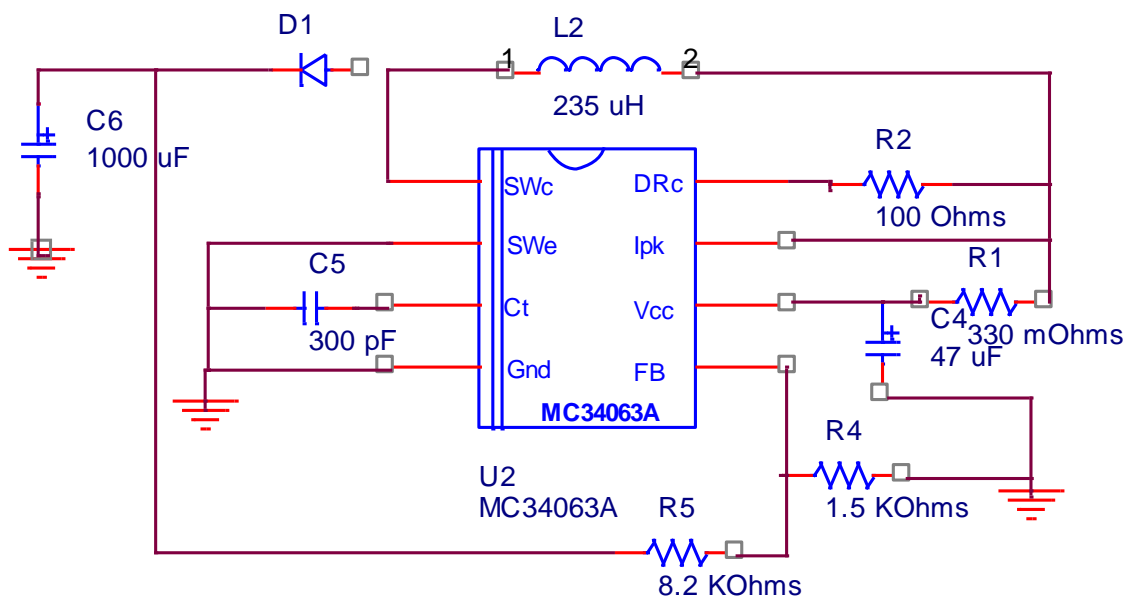 D1
L2
1
2
235 uH
C6
1000 uF
R2
100 Ohms
SWc
DRc
SWe
Ipk
C5
300 pF
Ct
Vcc
R1
330 mOhms
C4
47 uF
Gnd
FB
MC34063A
R4
1.5 KOhms
U2
MC34063A
R5
8.2 KOhms